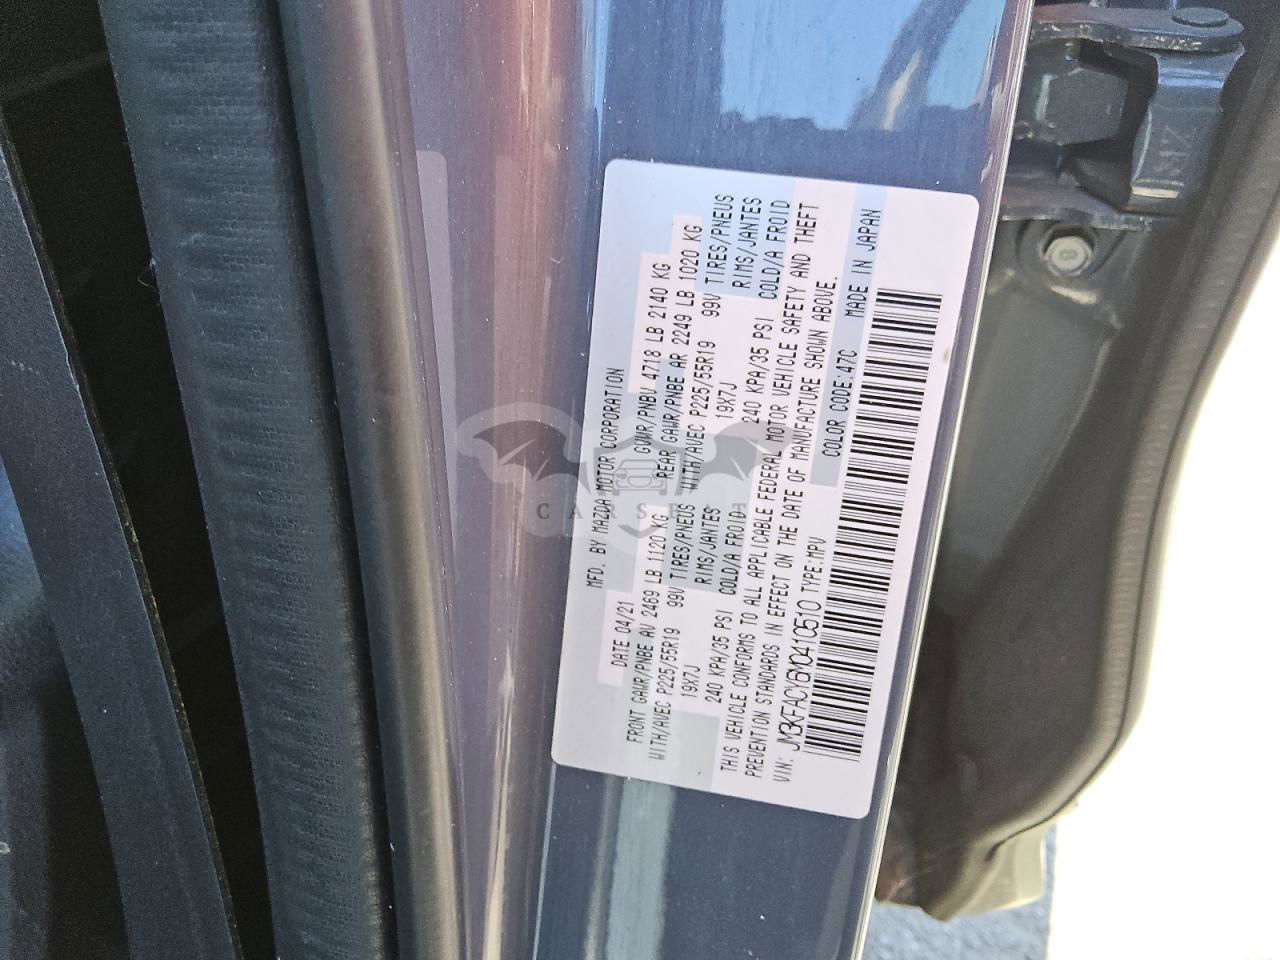 MFD. BY MAZDA MOTOR CORPORATION
DATE 04/21 GVWR/PNBV 4718 LB 2140 KG
FRONT GAWR/PNBE AV 2469 LB 1120 KG REAR GAWR/PNBE AR 2249 LB 1020 KG
WITH/AVEC P225/55R19 99V TIRES/PNEUS WITH/AVEC P225/55R19 99V TIRES/PNEUS
19X7J RIMS/JANTES 19X7J RIMS/JANTES
240 KPA/35 PSI COLD/A FROID 240 KPA/35 PSI COLD/A FROID
THIS VEHICLE CONFORMS TO ALL APPLICABLE FEDERAL MOTOR VEHICLE SAFETY AND THEFT
PREVENTION STANDARDS IN EFFECT ON THE DATE OF MANUFACTURE SHOWN ABOVE.
VIN: JM3KFACY6M0410510 TYPE:MPV COLOR CODE:47C MADE IN JAPAN
8